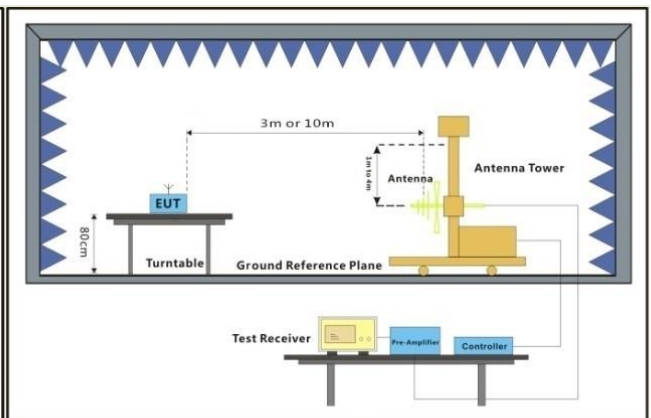 3m or 10m
1m to 4m
Antenna
Antenna Tower
EUT
80cm
Turntable
Ground Reference Plane
Test Receiver
Pre-Amplifier
Controller